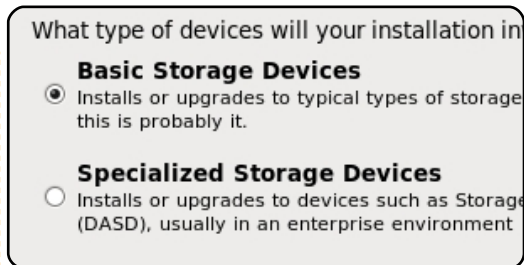 What type of devices will your installation in
Basic Storage Devices
Installs or upgrades to typical types of storage
this is probably it.
Specialized Storage Devices
Installs or upgrades to devices such as Storage
(DASD), usually in an enterprise environment